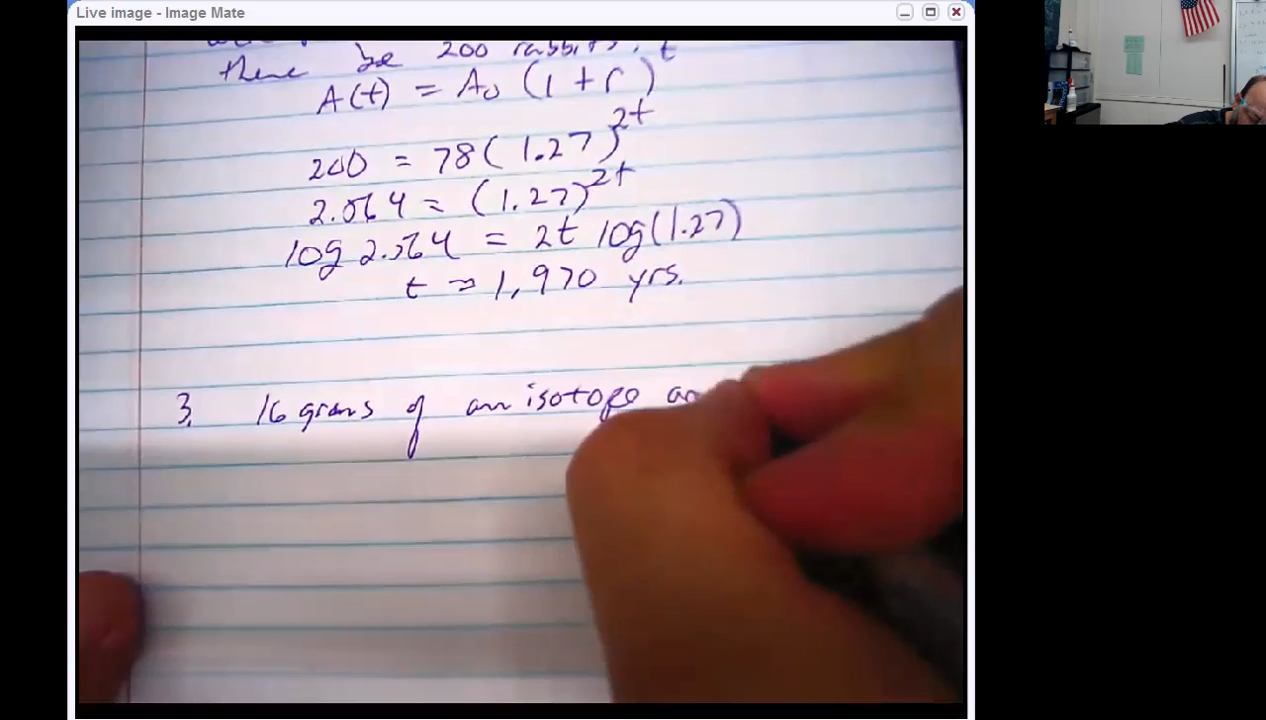 Live image - Image Mate
there be 200 rabbits.
A(t) = A₀ (1 + r)^t
200 = 78(1.27)^2t
2.564 = (1.27)^2t
log 2.564 = 2t log(1.27)
t ≈ 1,970 yrs.
3. 16 grams of an isotope